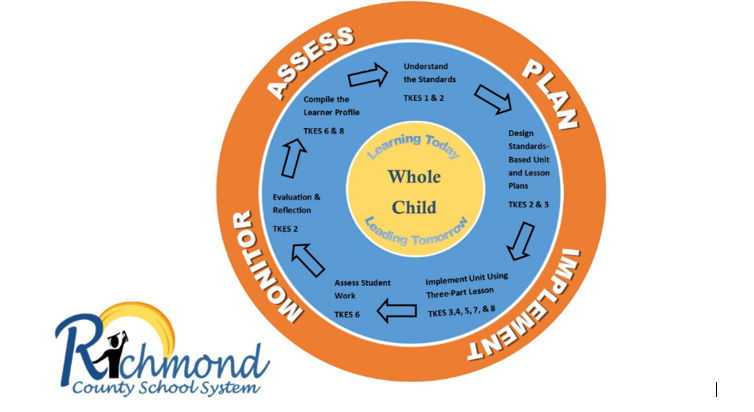 ASSESS
PLAN
IMPLEMENT
MONITOR
Understand
the Standards
TKES 1 & 2
Design
Standards-
Based Unit
and Lesson
Plans
TKES 2 & 3
Implement Unit Using
Three-Part Lesson
TKES 3,4, 5, 7, & 8
Assess Student
Work
TKES 6
Evaluation &
Reflection
TKES 2
Compile the
Learner Profile
TKES 6 & 8
Learning Today
Whole
Child
Leading Tomorrow
Richmond
County School System